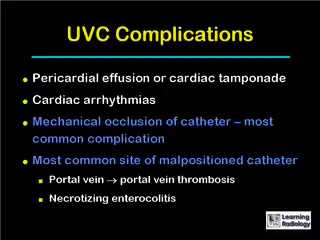 UVC Complications
Pericardial effusion or cardiac tamponade
Cardiac arrhythmias
Mechanical occlusion of catheter – most
common complication
Most common site of malpositioned catheter
Portal vein → portal vein thrombosis
Necrotizing enterocolitis
Learning
Radiology